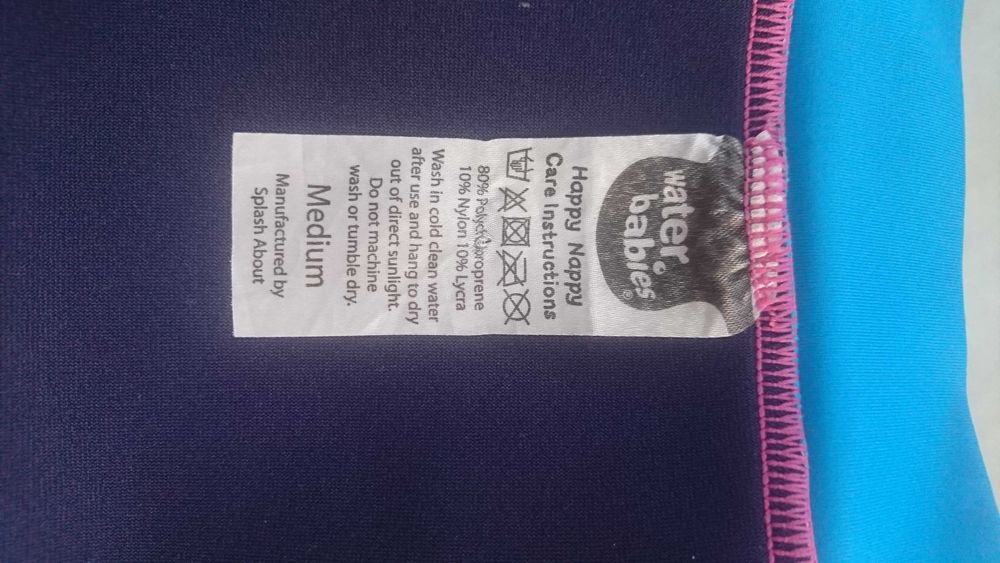 water
babies®
Happy Nappy
Care Instructions
80% Polychloroprene
10% Nylon 10% Lycra
Wash in cold clean water
after use and hang to dry
out of direct sunlight.
Do not machine
wash or tumble dry.
Medium
Manufactured by
Splash About